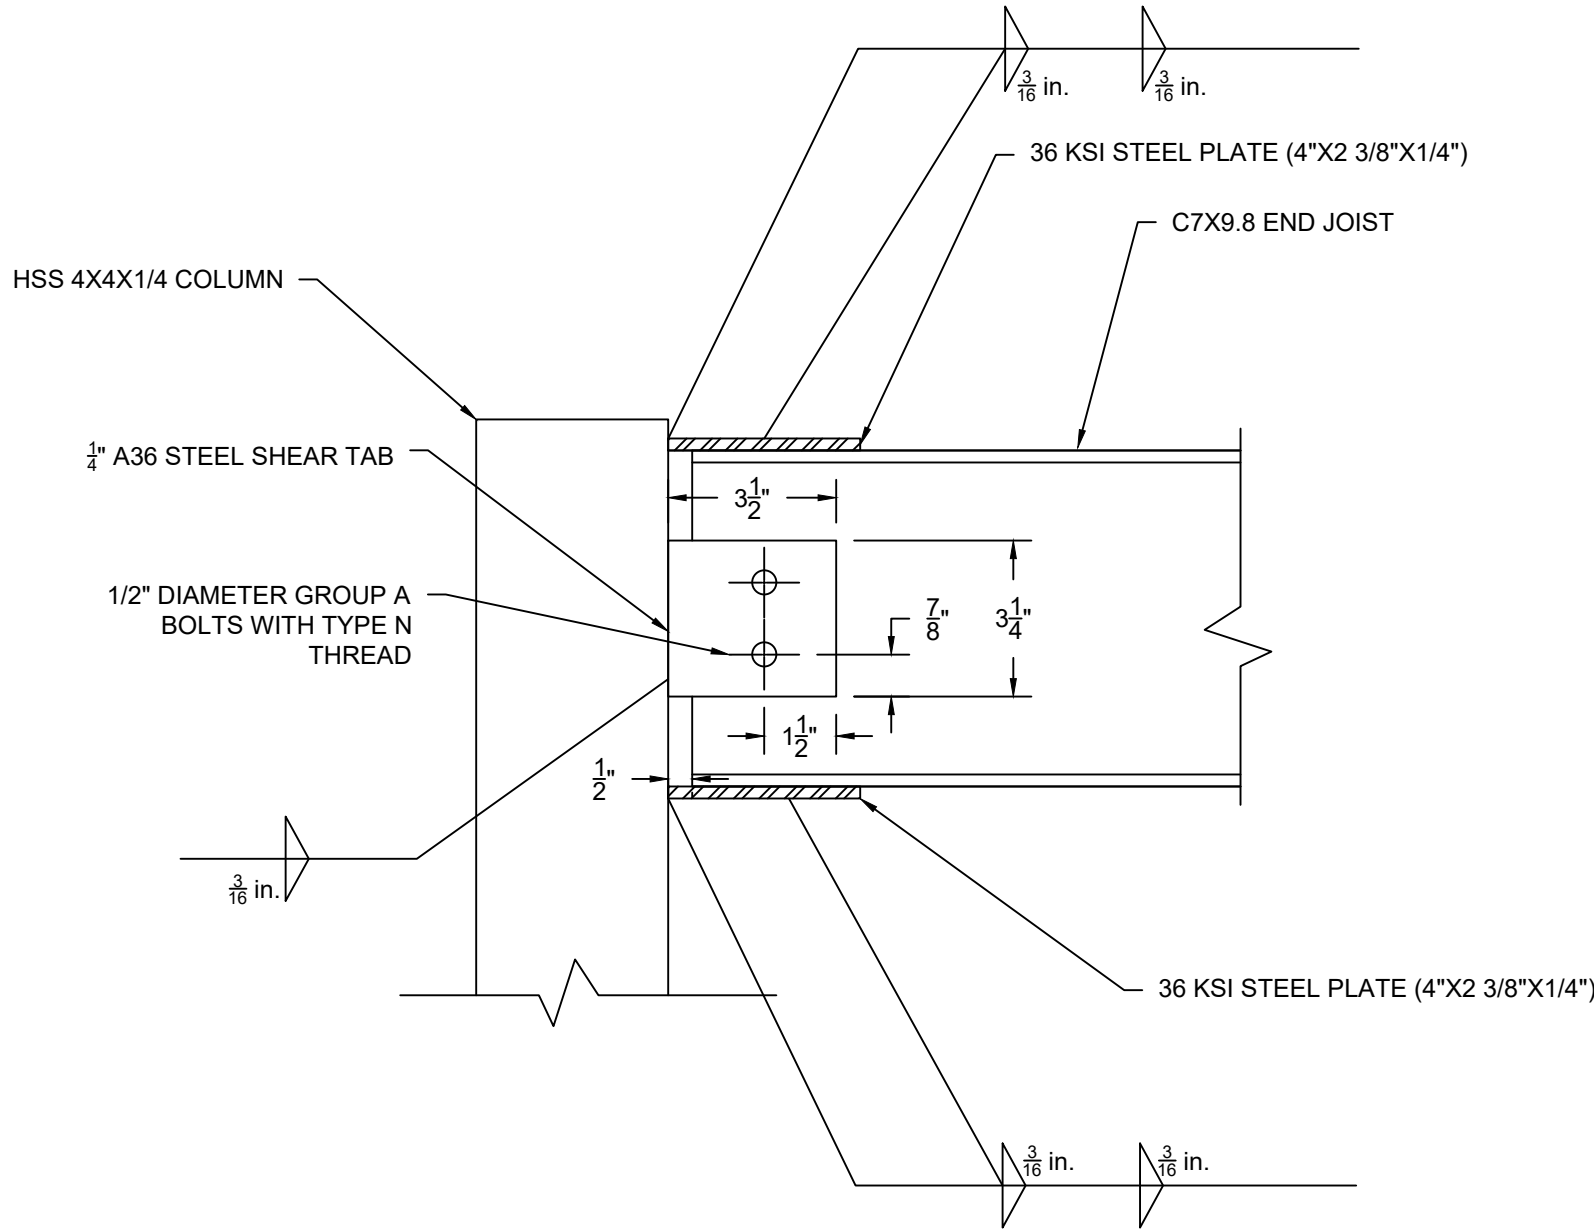 3/16 in. 3/16 in.
36 KSI STEEL PLATE (4"X2 3/8"X1/4")
C7X9.8 END JOIST
HSS 4X4X1/4 COLUMN
1/4" A36 STEEL SHEAR TAB
3 1/2"
1/2" DIAMETER GROUP A
BOLTS WITH TYPE N
THREAD
7/8"
3 1/4"
1 1/2"
1/2"
3/16 in.
36 KSI STEEL PLATE (4"X2 3/8"X1/4")
3/16 in. 3/16 in.